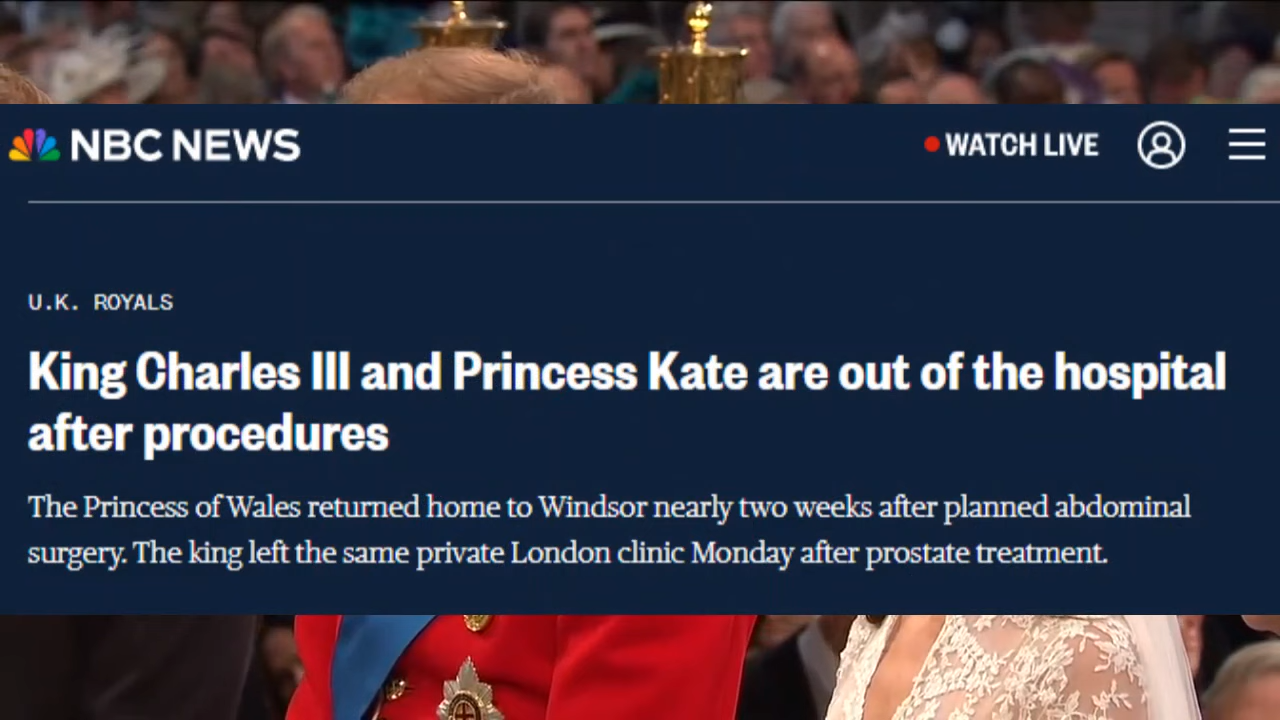 NBC NEWS
WATCH LIVE
U.K. ROYALS
King Charles III and Princess Kate are out of the hospital
after procedures
The Princess of Wales returned home to Windsor nearly two weeks after planned abdominal
surgery. The king left the same private London clinic Monday after prostate treatment.